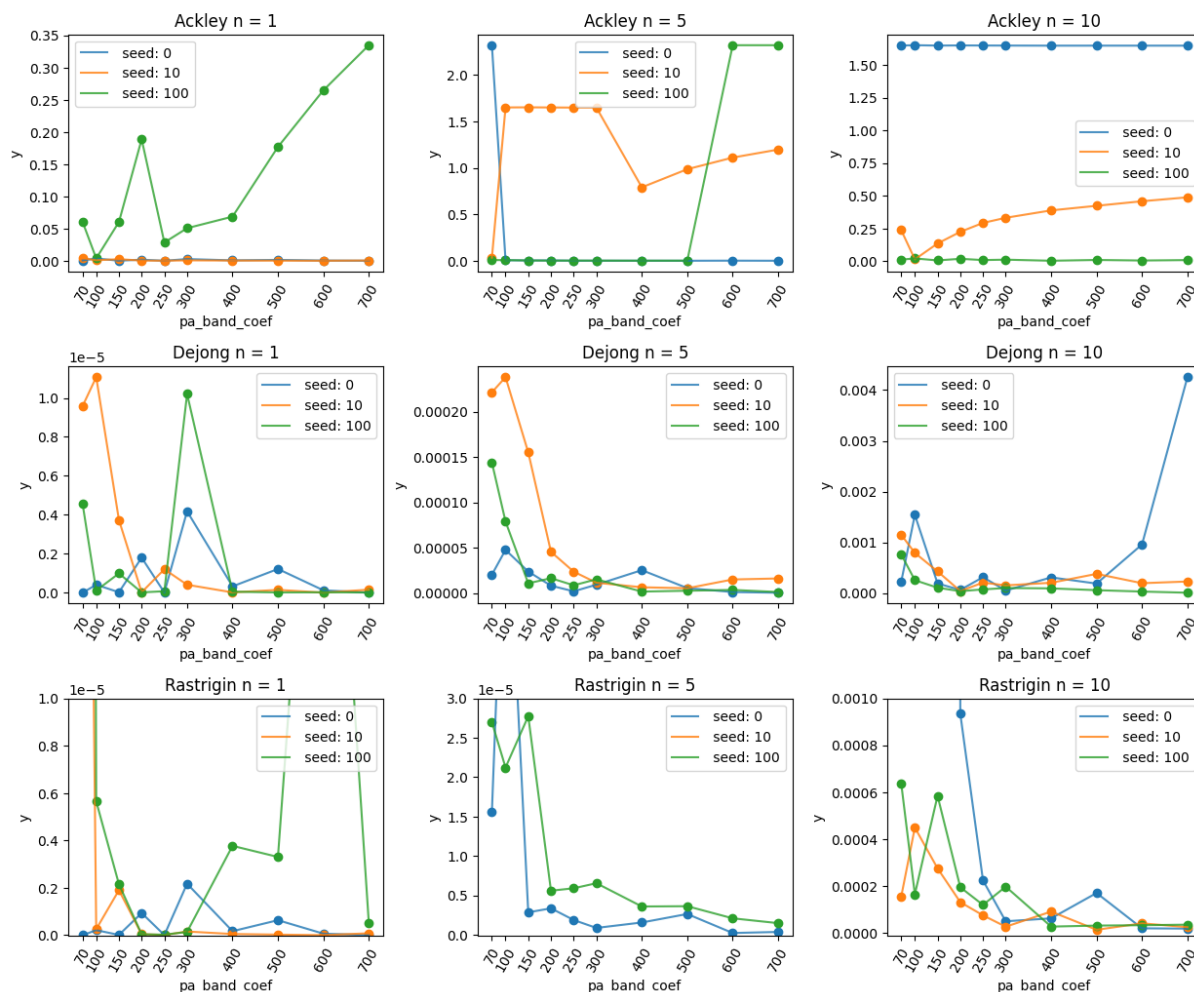 Ackley n = 1
0.35
0.30
0.25
0.20
0.15
0.10
0.05
0.00
y
seed: 0
seed: 10
seed: 100
70
100
150
200
250
300
400
500
600
700
pa_band_coef
Ackley n = 5
2.0
1.5
1.0
0.5
0.0
y
seed: 0
seed: 10
seed: 100
70
100
150
200
250
300
400
500
600
700
pa_band_coef
Ackley n = 10
1.50
1.25
1.00
0.75
0.50
0.25
0.00
y
seed: 0
seed: 10
seed: 100
70
100
150
200
250
300
400
500
600
700
pa_band_coef
Dejong n = 1
1e-5
1.0
0.8
0.6
0.4
0.2
0.0
y
seed: 0
seed: 10
seed: 100
70
100
150
200
250
300
400
500
600
700
pa_band_coef
Dejong n = 5
0.00020
0.00015
0.00010
0.00005
0.00000
y
seed: 0
seed: 10
seed: 100
70
100
150
200
250
300
400
500
600
700
pa_band_coef
Dejong n = 10
0.004
0.003
0.002
0.001
0.000
y
seed: 0
seed: 10
seed: 100
70
100
150
200
250
300
400
500
600
700
pa_band_coef
Rastrigin n = 1
1e-5
1.0
0.8
0.6
0.4
0.2
0.0
y
seed: 0
seed: 10
seed: 100
70
100
150
200
250
300
400
500
600
700
pa_band_coef
Rastrigin n = 5
1e-5
3.0
2.5
2.0
1.5
1.0
0.5
0.0
y
seed: 0
seed: 10
seed: 100
70
100
150
200
250
300
400
500
600
700
pa_band_coef
Rastrigin n = 10
0.0010
0.0008
0.0006
0.0004
0.0002
0.0000
y
seed: 0
seed: 10
seed: 100
70
100
150
200
250
300
400
500
600
700
pa_band_coef